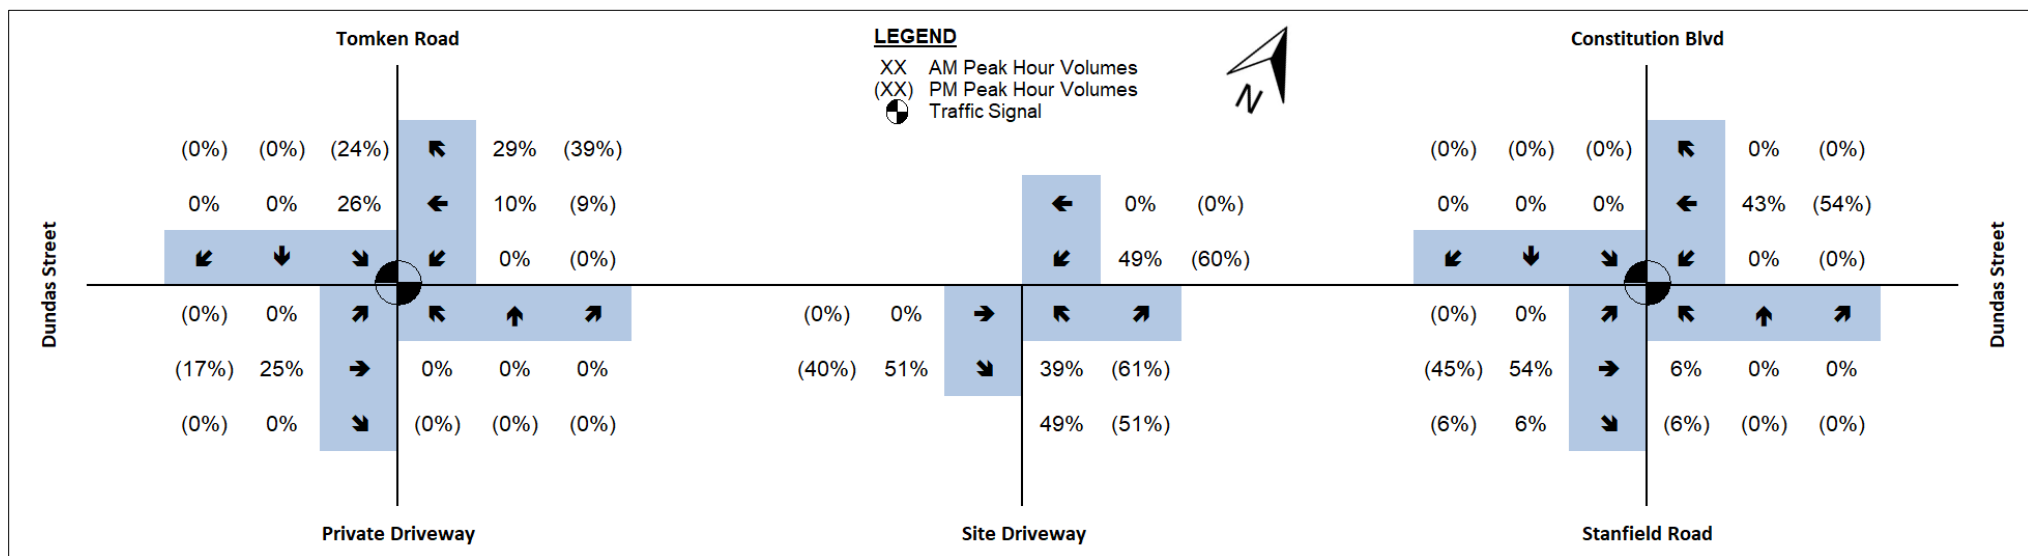 Tomken Road
LEGEND
Constitution Blvd
XX AM Peak Hour Volumes
(XX) PM Peak Hour Volumes
Traffic Signal
N
(0%) (0%) (24%) 29% (39%)
(0%) (0%) (0%) 0% (0%)
0% 0% 26% 10% (9%)
0% (0%)
0% 0% 0% 43% (54%)
0% (0%)
49% (60%)
0% (0%)
Dundas Street
Dundas Street
(0%) 0%
(0%) 0%
(0%) 0%
(17%) 25% 0% 0% 0%
(40%) 51% 39% (61%)
(45%) 54% 6% 0% 0%
(0%) 0% (0%) (0%) (0%)
49% (51%)
(6%) 6% (6%) (0%) (0%)
Private Driveway
Site Driveway
Stanfield Road